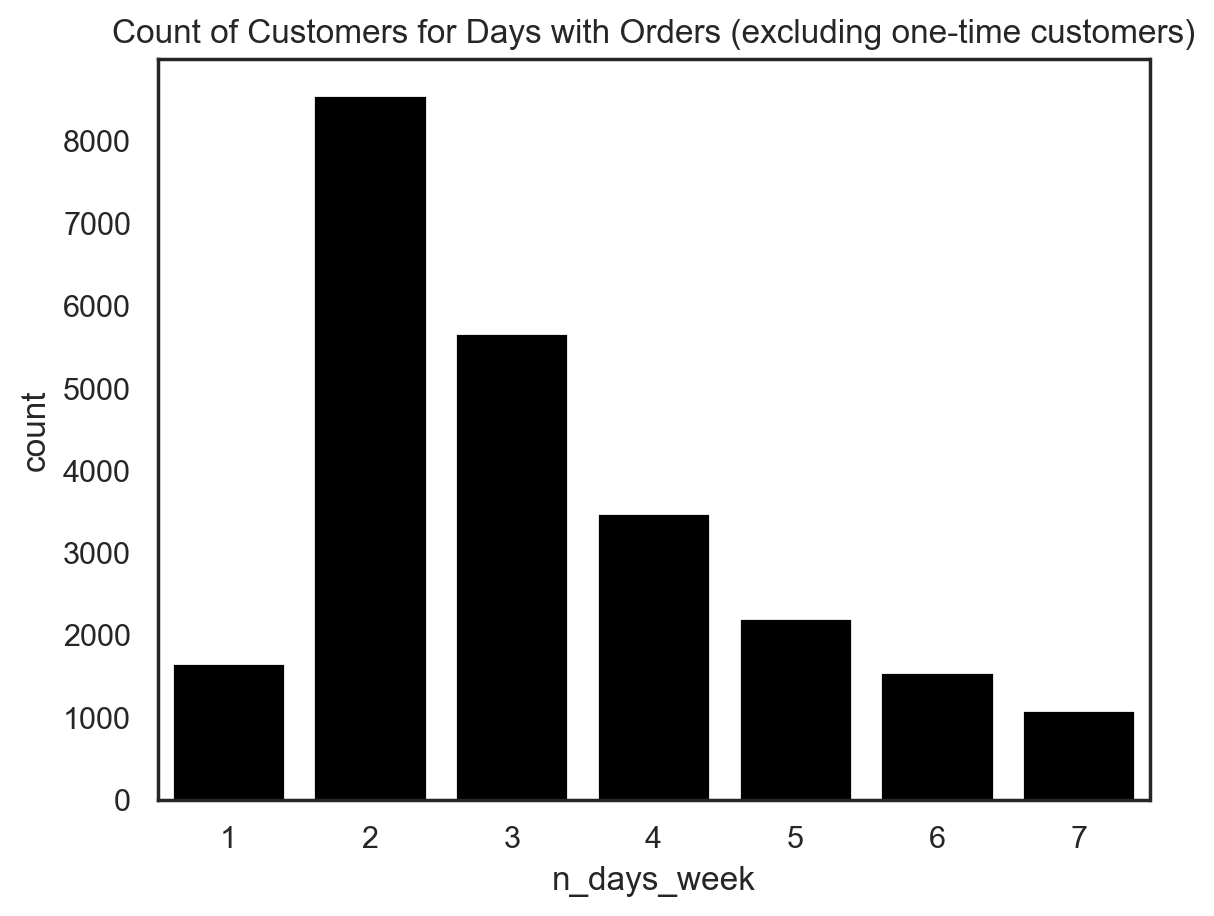 Count of Customers for Days with Orders (excluding one-time customers)
8000
7000
6000
5000
4000
3000
2000
1000
0
count
1 2 3 4 5 6 7
n_days_week